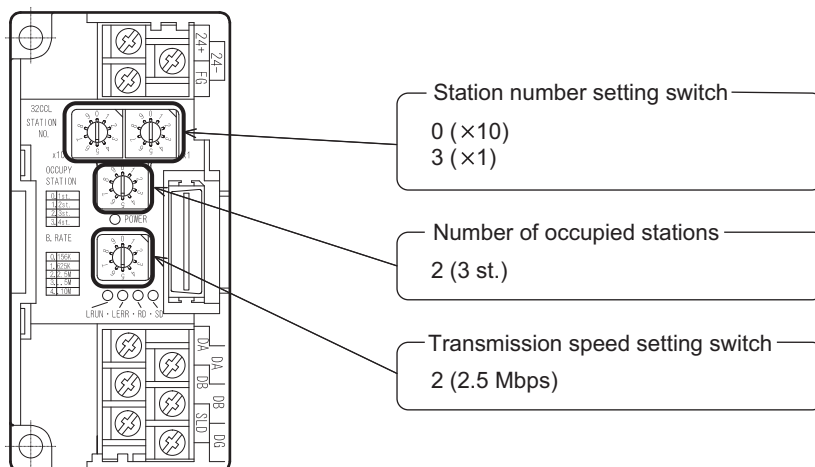 24+
24-
FG
32CCL
STATION
NO.
x10
x1
OCCUPY
STATION
0.1st.
1.2st.
2.3st.
3.4st.
POWER
B. RATE
0.156K
1.625K
2.2.5M
3...5M
4..10M
LRUN・LERR・RD・SD
DA
DA
DB
DB
SLD
DG
Station number setting switch
0 (×10)
3 (×1)
Number of occupied stations
2 (3 st.)
Transmission speed setting switch
2 (2.5 Mbps)